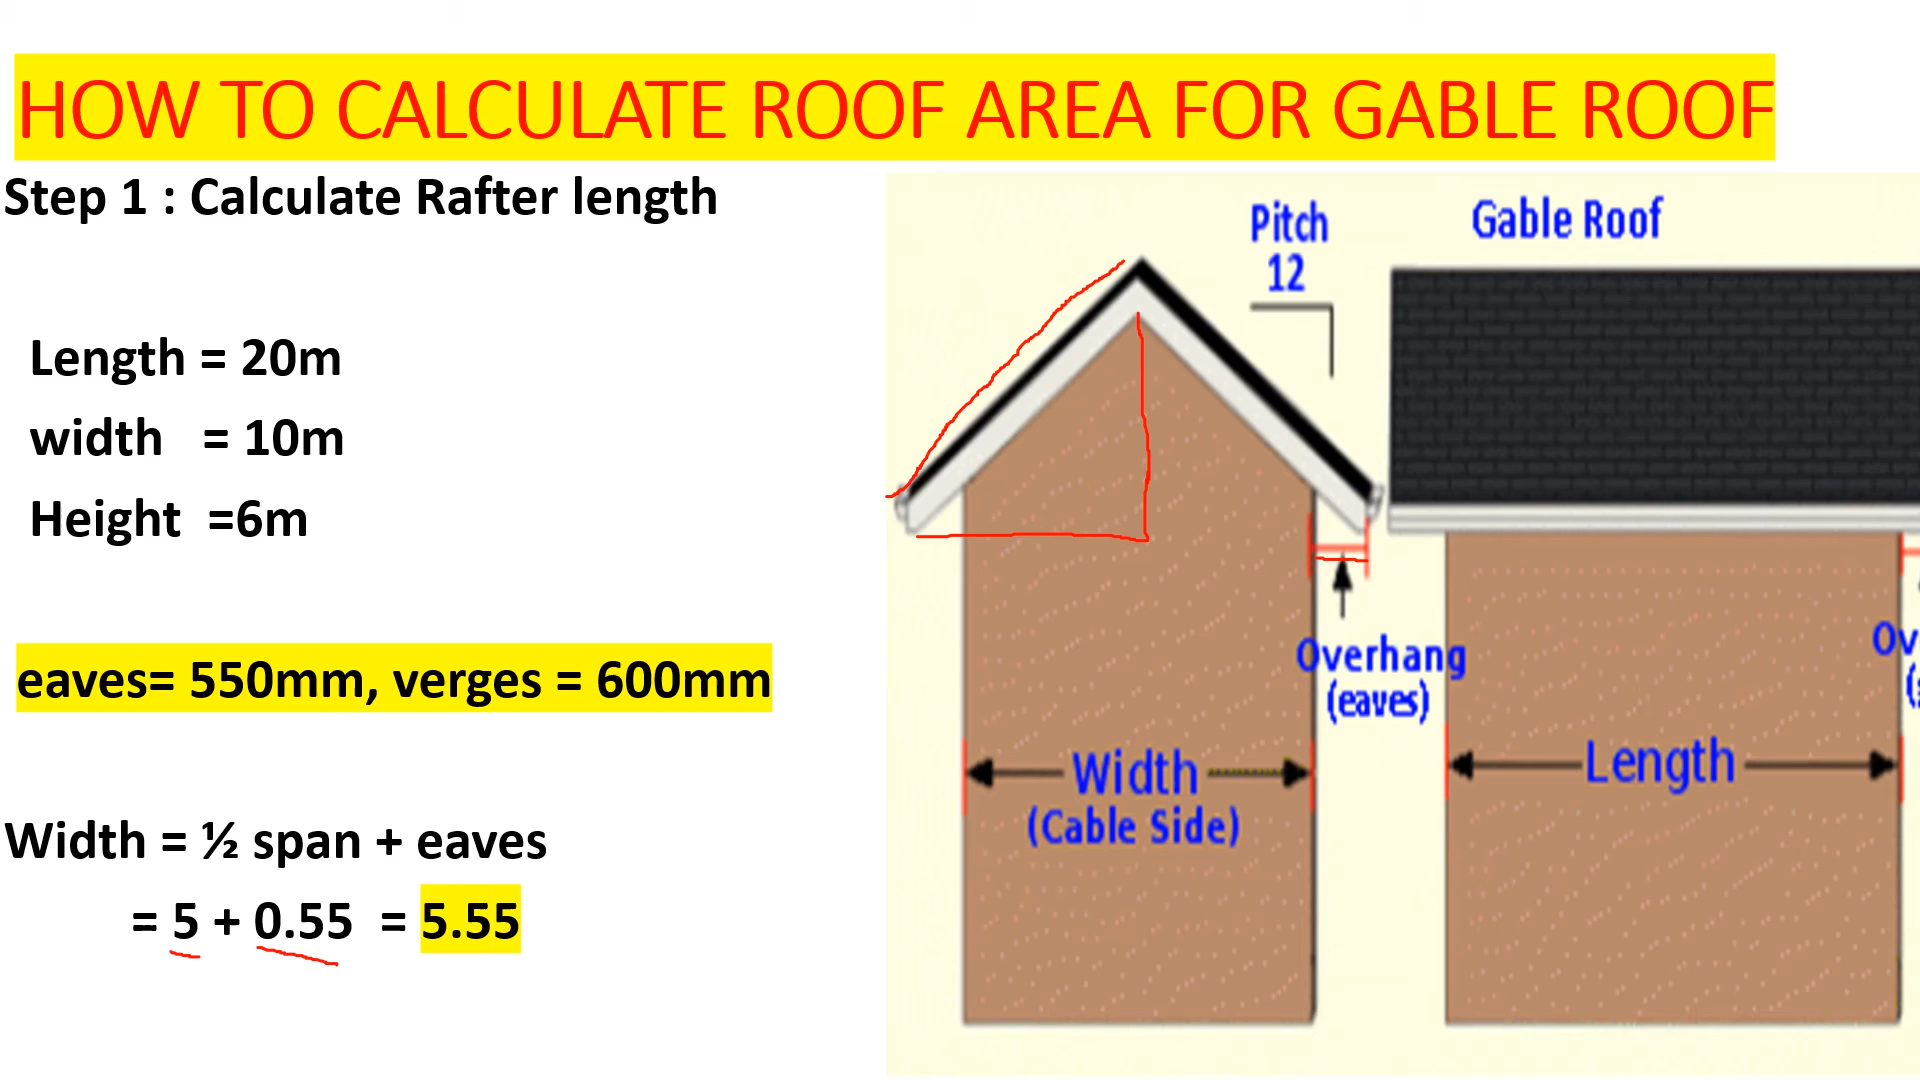 HOW TO CALCULATE ROOF AREA FOR GABLE ROOF
Step 1 : Calculate Rafter length
Length = 20m
width = 10m
Height =6m
eaves= 550mm, verges = 600mm
Width = ½ span + eaves
= 5 + 0.55 = 5.55
Pitch
12
Gable Roof
Overhang
(eaves)
Width
(Cable Side)
Length
Ov